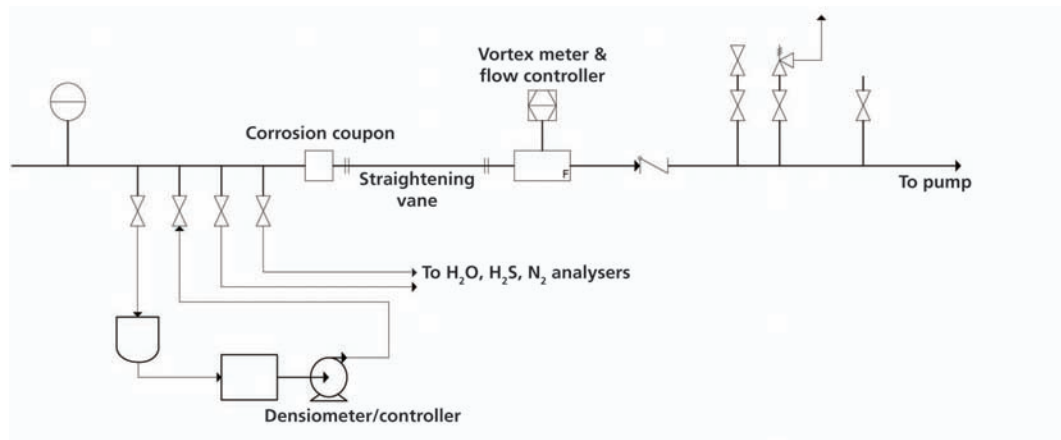 Vortex meter &
flow controller
Corrosion coupon
Straightening
vane
F
To pump
To H₂O, H₂S, N₂ analysers
Densiometer/controller